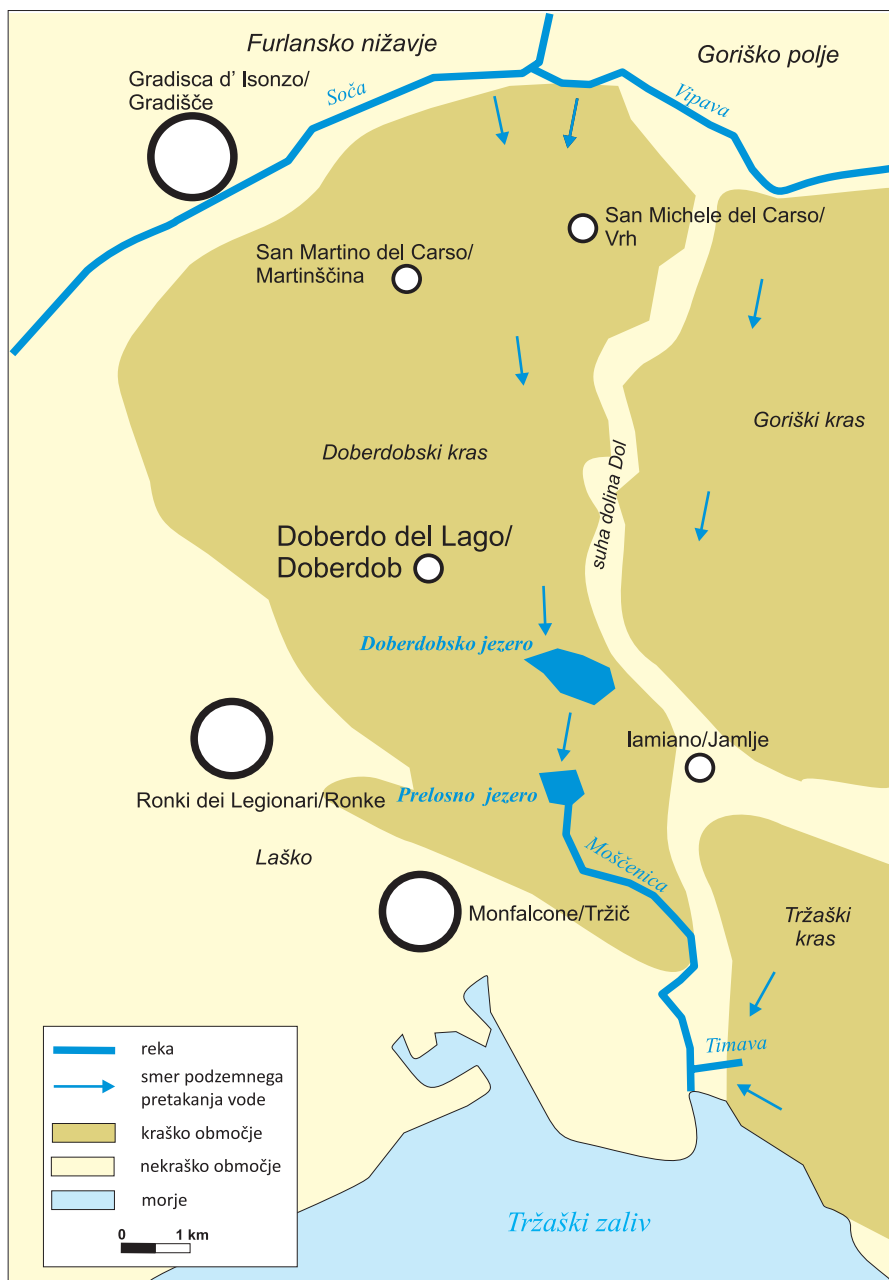 Furlansko nižavje
Goriško polje
Gradisca d' Isonzo/
Gradišče
Soča
Vipava
San Michele del Carso/
Vrh
San Martino del Carso/
Martinščina
Doberdobski kras
Goriški kras
suha dolina Dol
Doberdo del Lago/
Doberdob
Doberdobsko jezero
Iamiano/Jamlje
Prelosno jezero
Ronki dei Legionari/Ronke
Laško
Moščenica
Monfalcone/Tržič
Tržaški
kras
Timava
reka
smer podzemnega
pretakanja vode
kraško območje
nekraško območje
morje
0 1 km
Tržaški zaliv